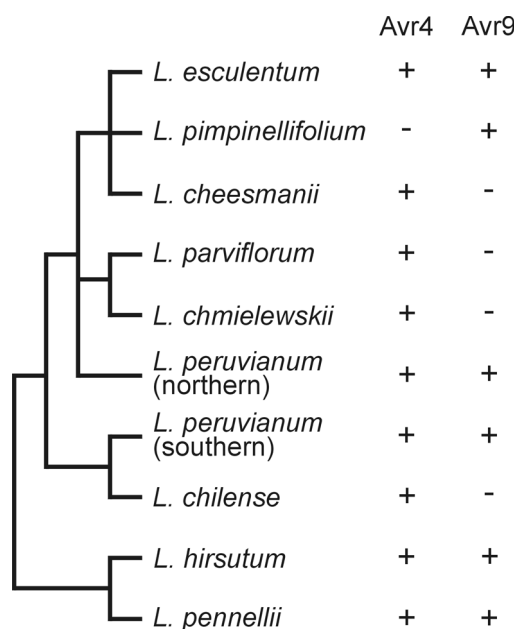 Avr4 Avr9
L. esculentum + +
L. pimpinellifolium - +
L. cheesmanii + -
L. parviflorum + -
L. chmielewskii + -
L. peruvianum
(northern) + +
L. peruvianum
(southern) + +
L. chilense + -
L. hirsutum + +
L. pennellii + +